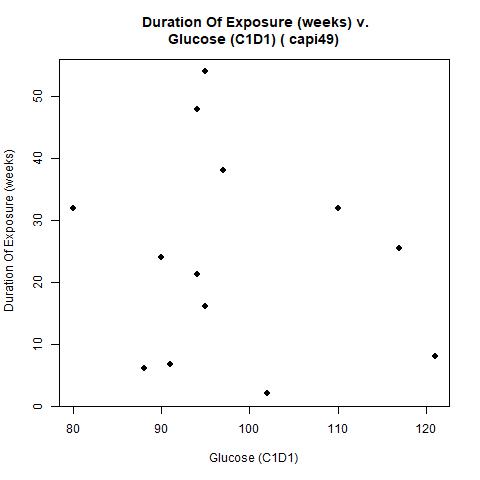 Duration Of Exposure (weeks) v.
Glucose (C1D1) ( capi49)
Duration Of Exposure (weeks)
50
40
30
20
10
0
80 90 100 110 120
Glucose (C1D1)